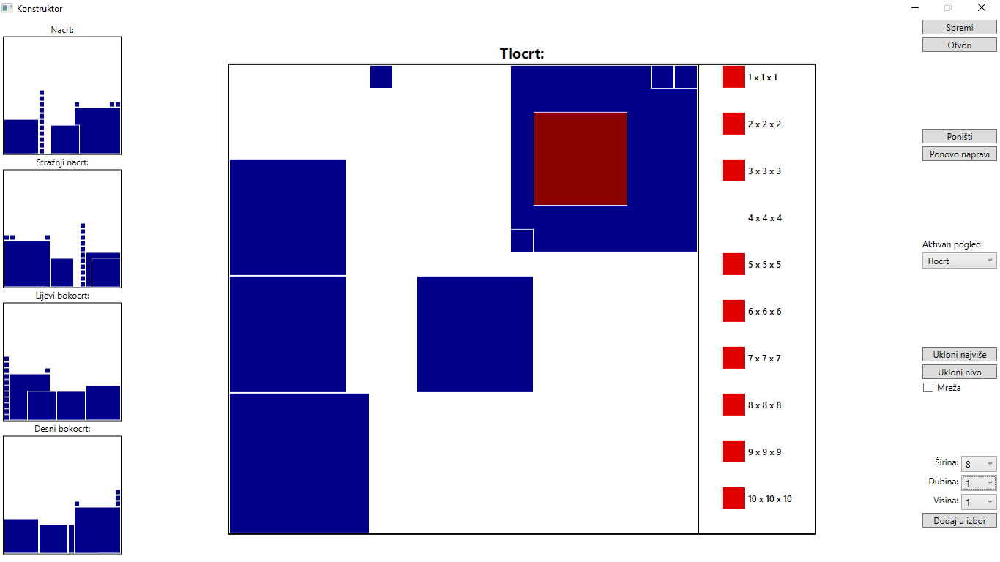 Konstruktor
Nacrt:
Stražnji nacrt:
Lijevi bokocrt:
Desni bokocrt:
Tlocrt:
1 x 1 x 1
2 x 2 x 2
3 x 3 x 3
4 x 4 x 4
5 x 5 x 5
6 x 6 x 6
7 x 7 x 7
8 x 8 x 8
9 x 9 x 9
10 x 10 x 10
Spremi
Otvori
Poništi
Ponovo napravi
Aktivan pogled:
Tlocrt
Ukloni najviše
Ukloni nivo
Mreža
Širina: 8
Dubina: 1
Visina: 1
Dodaj u izbor